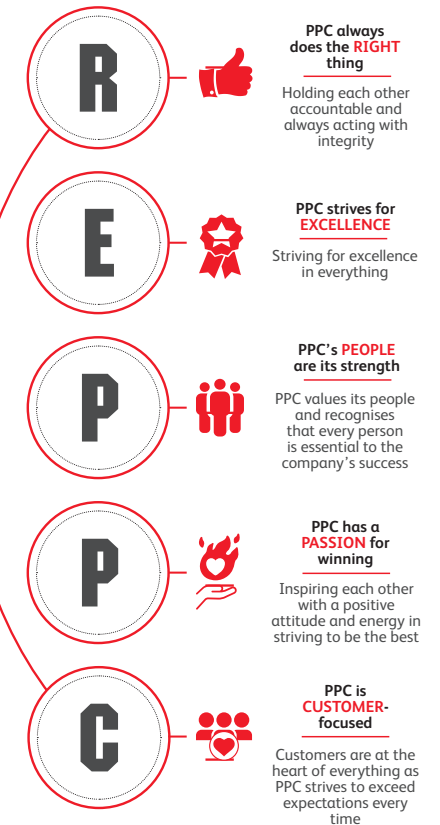 R
PPC always
does the RIGHT
thing
Holding each other
accountable and
always acting with
integrity
E
PPC strives for
EXCELLENCE
Striving for excellence
in everything
P
PPC's PEOPLE
are its strength
PPC values its people
and recognises
that every person
is essential to the
company's success
P
PPC has a
PASSION for
winning
Inspiring each other
with a positive
attitude and energy in
striving to be the best
C
PPC is
CUSTOMER-
focused
Customers are at the
heart of everything as
PPC strives to exceed
expectations every
time